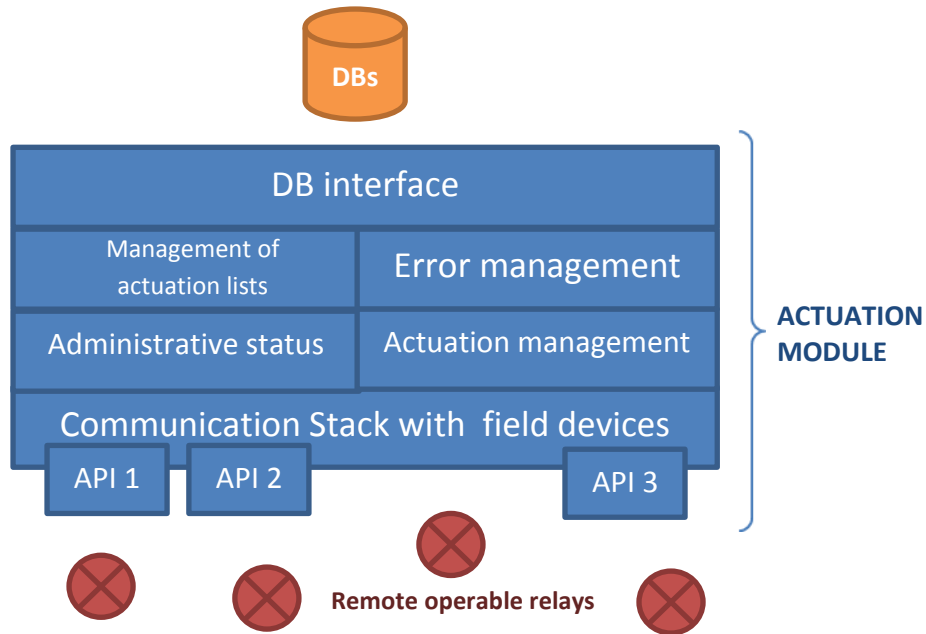 DBs
DB interface
Management of
actuation lists
Error management
Administrative status
Actuation management
Communication Stack with field devices
API 1
API 2
API 3
ACTUATION
MODULE
Remote operable relays